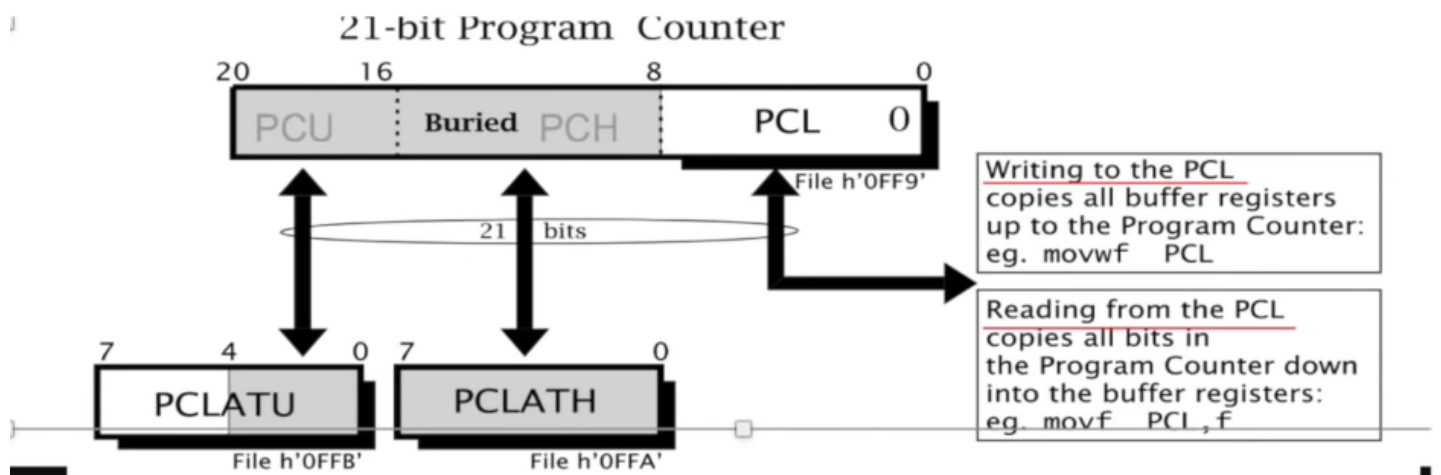 21-bit Program Counter
20 16 8 0
PCU Buried PCH PCL 0
File h'0FF9'
21 bits
Writing to the PCL
copies all buffer registers
up to the Program Counter:
eg. movwf PCL
Reading from the PCL
copies all bits in
the Program Counter down
into the buffer registers:
eg. movf PCL,f
7 4 0 7 0
PCLATU PCLATH
File h'0FFB' File h'0FFA'